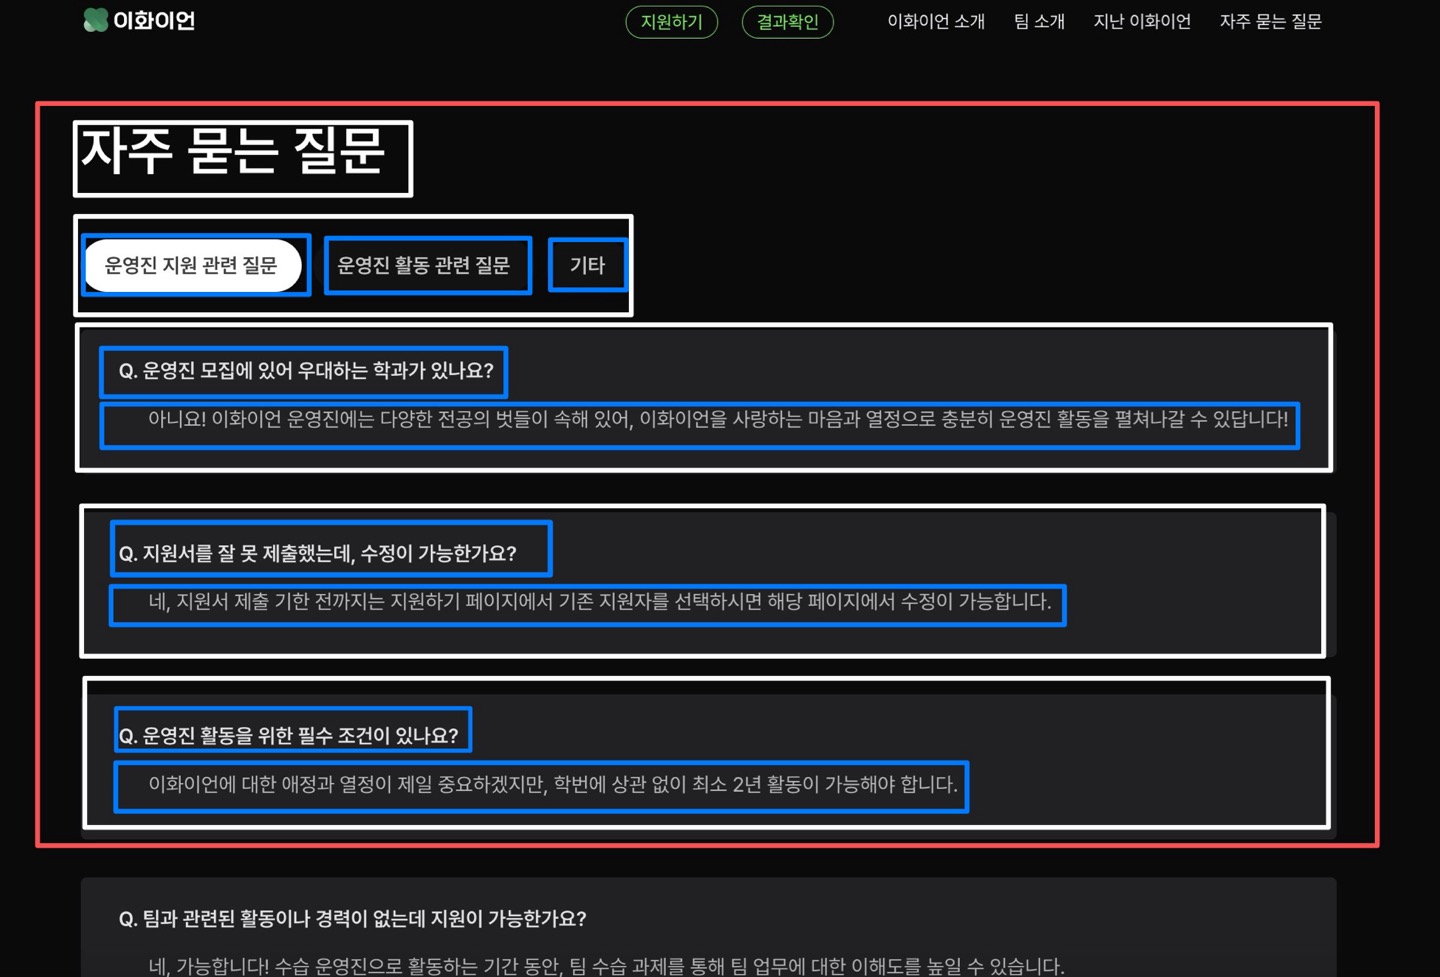 이화이언
지원하기 결과확인 이화이언 소개 팀 소개 지난 이화이언 자주 묻는 질문
자주 묻는 질문
운영진 지원 관련 질문 운영진 활동 관련 질문 기타
Q. 운영진 모집에 있어 우대하는 학과가 있나요?
아니요! 이화이언 운영진에는 다양한 전공의 벗들이 속해 있어, 이화이언을 사랑하는 마음과 열정으로 충분히 운영진 활동을 펼쳐나갈 수 있답니다!
Q. 지원서를 잘 못 제출했는데, 수정이 가능한가요?
네, 지원서 제출 기한 전까지는 지원하기 페이지에서 기존 지원자를 선택하시면 해당 페이지에서 수정이 가능합니다.
Q. 운영진 활동을 위한 필수 조건이 있나요?
이화이언에 대한 애정과 열정이 제일 중요하겠지만, 학번에 상관 없이 최소 2년 활동이 가능해야 합니다.
Q. 팀과 관련된 활동이나 경력이 없는데 지원이 가능한가요?
네, 가능합니다! 수습 운영진으로 활동하는 기간 동안, 팀 수습 과제를 통해 팀 업무에 대한 이해도를 높일 수 있습니다.